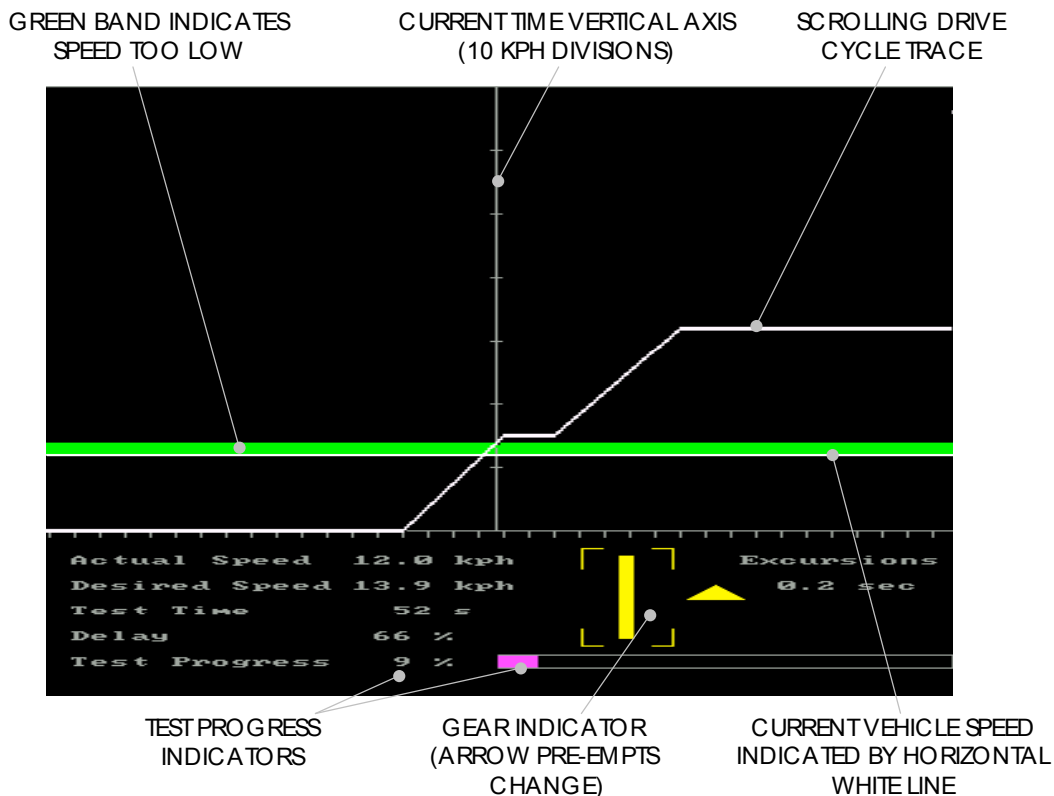 GREEN BAND INDICATES
SPEED TOO LOW
CURRENT TIME VERTICAL AXIS
(10 KPH DIVISIONS)
SCROLLING DRIVE
CYCLE TRACE
Actual Speed 12.0 kph
Desired Speed 13.9 kph
Test Time 52 s
Delay 66 %
Test Progress 9 %
Excursions
0.2 sec
TEST PROGRESS
INDICATORS
GEAR INDICATOR
(ARROW PRE-EMPTS
CHANGE)
CURRENT VEHICLE SPEED
INDICATED BY HORIZONTAL
WHITE LINE